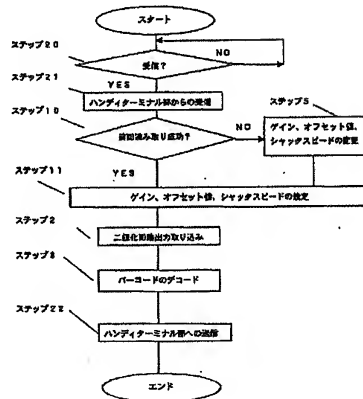 スタート
ステップ20
受信?
NO
ステップ21
YES
ハンディターミナル部からの受信
ステップ10
前回読み取り成功?
NO
ステップ5
ゲイン、オフセット値、
シャッタスピードの変更
YES
ステップ11
ゲイン、オフセット値、シャッタスピードの設定
ステップ2
二値化回路出力取り込み
ステップ3
バーコードのデコード
ステップ22
ハンディターミナル部への送信
エンド